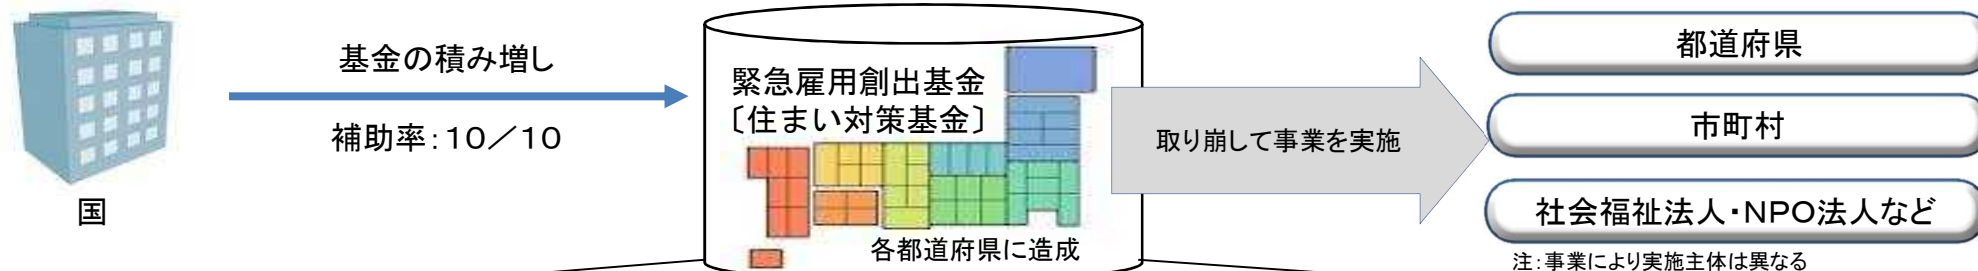 国
基金の積み増し
補助率：１０／１０
緊急雇用創出基金
〔住まい対策基金〕
各都道府県に造成
取り崩して事業を実施
都道府県
市町村
社会福祉法人・ＮＰＯ法人など
注：事業により実施主体は異なる